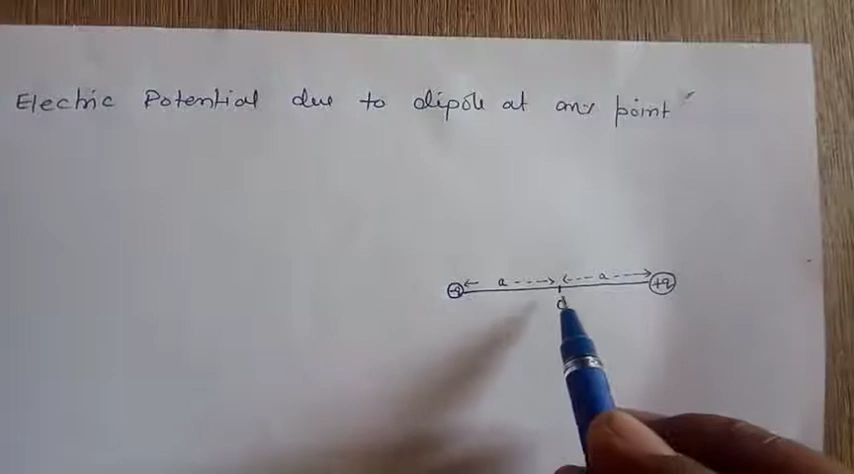 Electric Potential due to dipole at any point
a a
-q +q
O